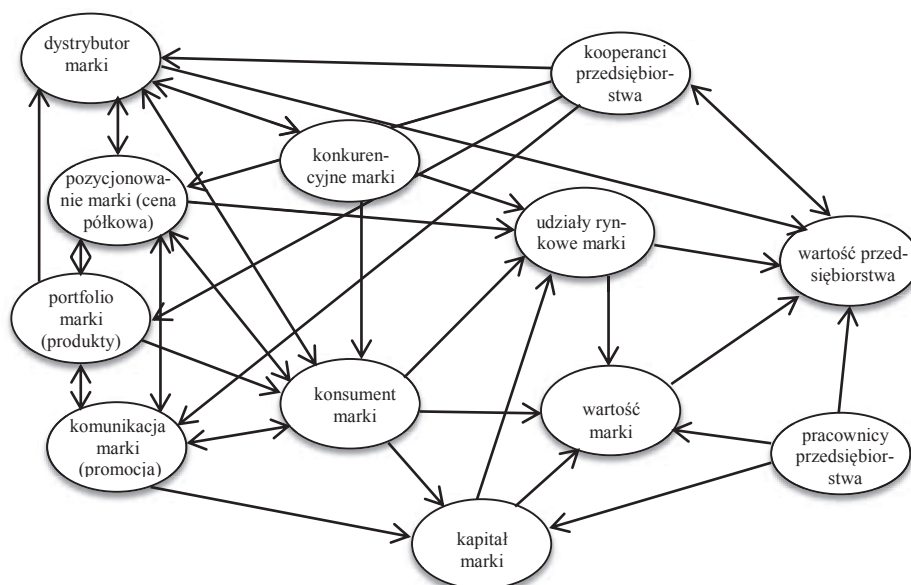 dystrybutor
marki
kooperanci
przedsiębior-
stwa
konkuren-
cyjne marki
pozycjonowa-
nie marki (cena
półkowa)
udziały ryn-
kowe marki
wartość przed-
siębiorstwa
portfolio
marki
(produkty)
konsument
marki
wartość
marki
komunikacja
marki
(promocja)
pracownicy
przedsiębior-
stwa
kapitał
marki